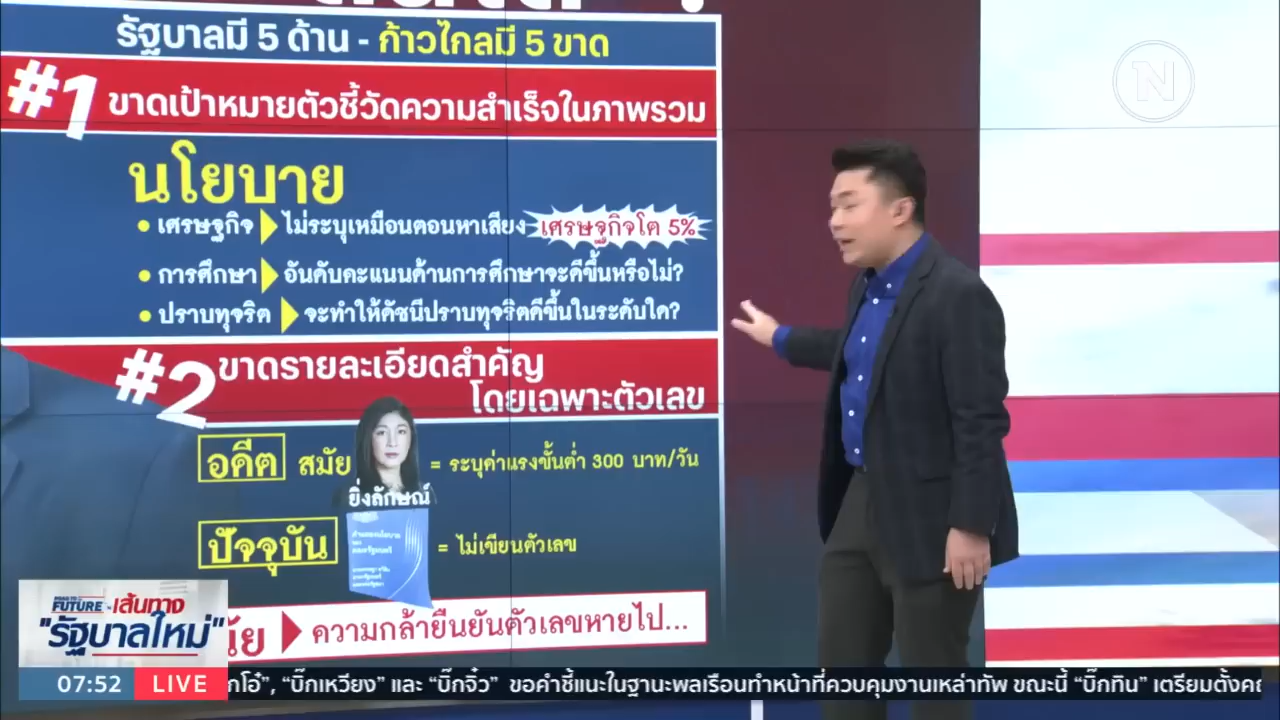 รัฐบาลมี 5 ด้าน - ก้าวไกลมี 5 ขาด
#1 ขาดเป้าหมายตัวชี้วัดความสำเร็จในภาพรวม
นโยบาย
• เศรษฐกิจ ไม่ระบุเหมือนตอนหาเสียง เศรษฐกิจโต 5%
• การศึกษา อันดับคะแนนด้านการศึกษาจะดีขึ้นหรือไม่?
• ปราบทุจริต จะทำให้ดัชนีปราบทุจริตดีขึ้นในระดับใด?
#2 ขาดรายละเอียดสำคัญ
โดยเฉพาะตัวเลข
อดีต สมัย ยิ่งลักษณ์ = ระบุค่าแรงขั้นต่ำ 300 บาท/วัน
ปัจจุบัน = ไม่เขียนตัวเลข
นัย ความกล้ายืนยันตัวเลขหายไป...
FUTURE เส้นทาง
"รัฐบาลใหม่"
07:52 LIVE กโอ๋", "บิ๊กเหวียง" และ "บิ๊กจิ๋ว" ขอคำชี้แนะในฐานะพลเรือนทำหน้าที่ควบคุมงานเหล่าทัพ ขณะนี้ "บิ๊กทิน" เตรียมตั้งคณ
N